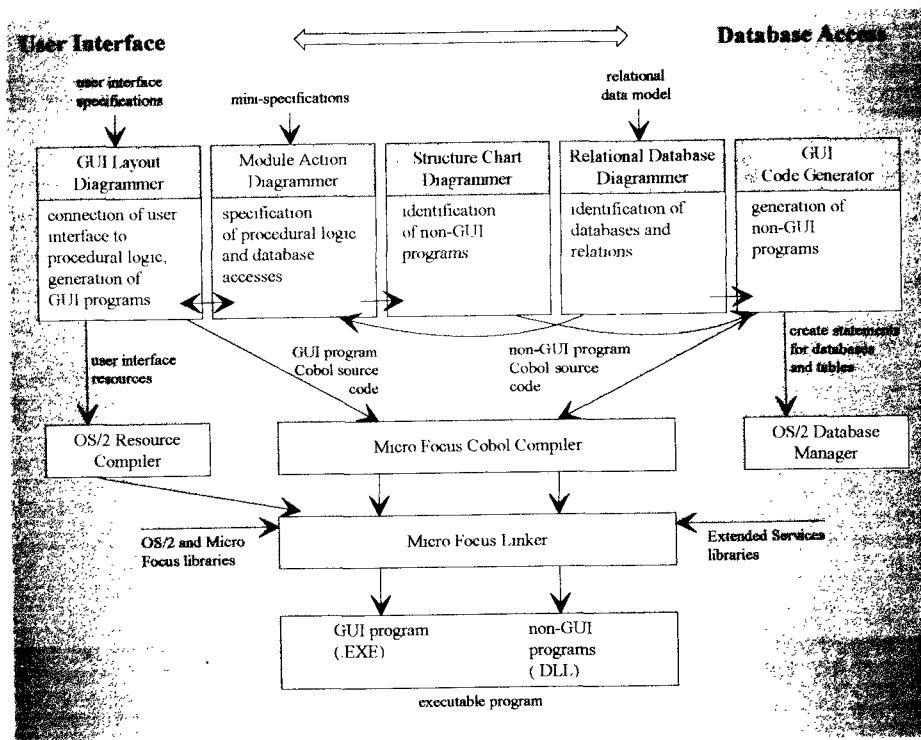 User Interface
Database Access
user interface
specifications
mini-specifications
relational
data model
GUI Layout
Diagrammer
connection of user
interface to
procedural logic,
generation of
GUI programs
Module Action
Diagrammer
specification
of procedural logic
and database
accesses
Structure Chart
Diagrammer
identification
of non-GUI
programs
Relational Database
Diagrammer
identification of
databases and
relations
GUI
Code Generator
generation of
non-GUI
programs
user interface
resources
GUI program
Cobol source
code
non-GUI program
Cobol source
code
create statements
for databases
and tables
OS/2 Resource
Compiler
Micro Focus Cobol Compiler
OS/2 Database
Manager
OS/2 and Micro
Focus libraries
Micro Focus Linker
Extended Services
libraries
GUI program
(.EXE)
non-GUI
programs
( DLL)
executable program